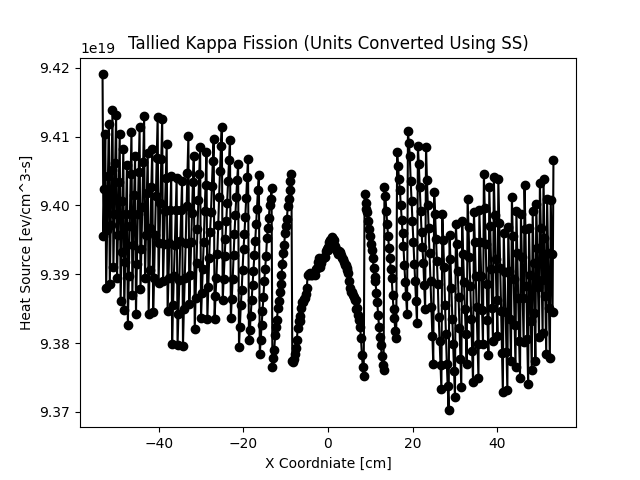 Tallied Kappa Fission (Units Converted Using SS)
1e19
9.42
9.41
9.40
9.39
9.38
9.37
Heat Source [ev/cm^3-s]
−40
−20
0
20
40
X Coordniate [cm]